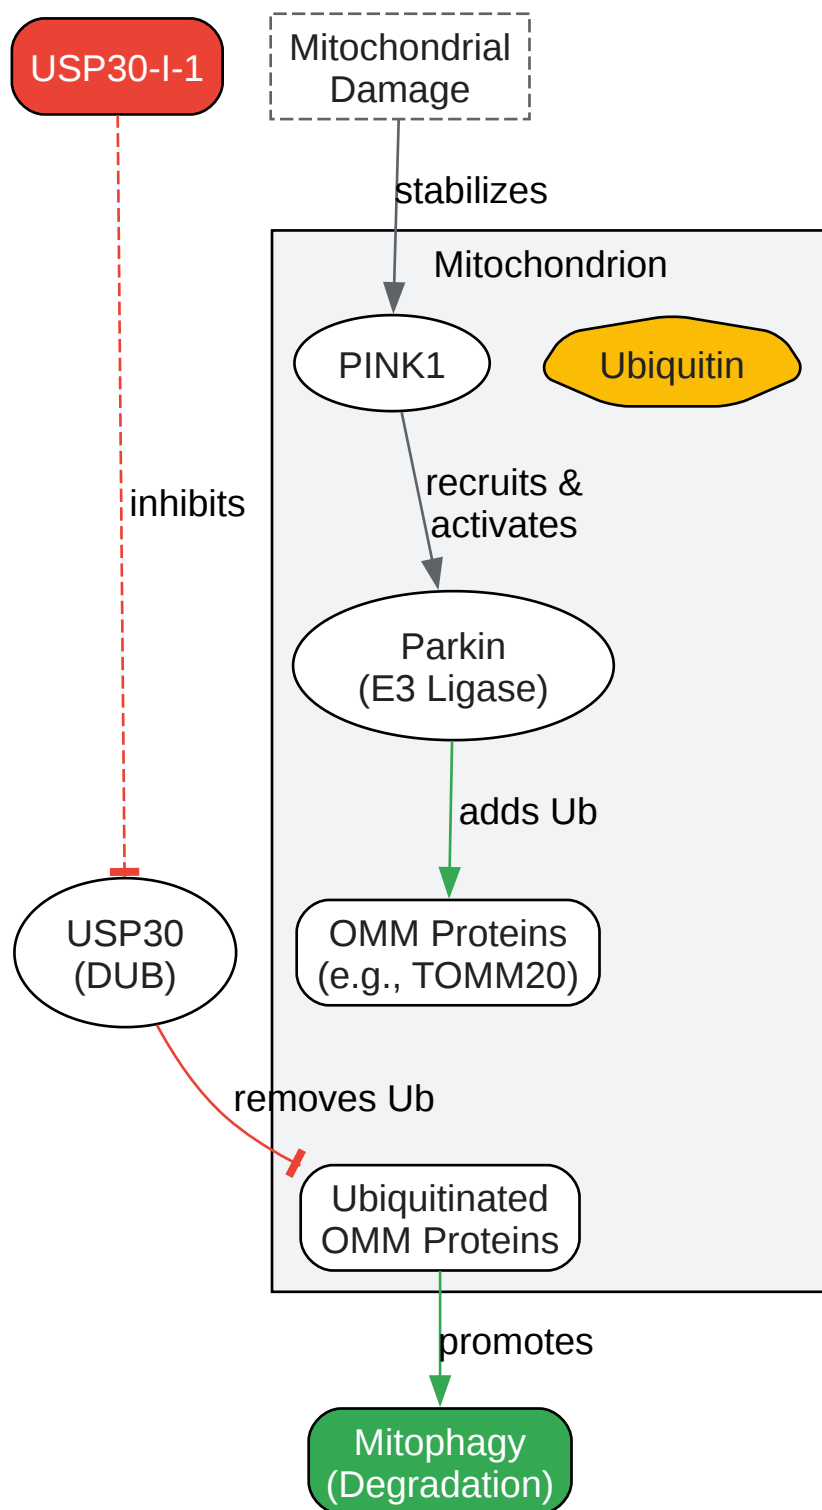 USP30-I-1
Mitochondrial
Damage
stabilizes
Mitochondrion
PINK1
Ubiquitin
recruits &
activates
inhibits
Parkin
(E3 Ligase)
adds Ub
USP30
(DUB)
OMM Proteins
(e.g., TOMM20)
removes Ub
Ubiquitinated
OMM Proteins
promotes
Mitophagy
(Degradation)